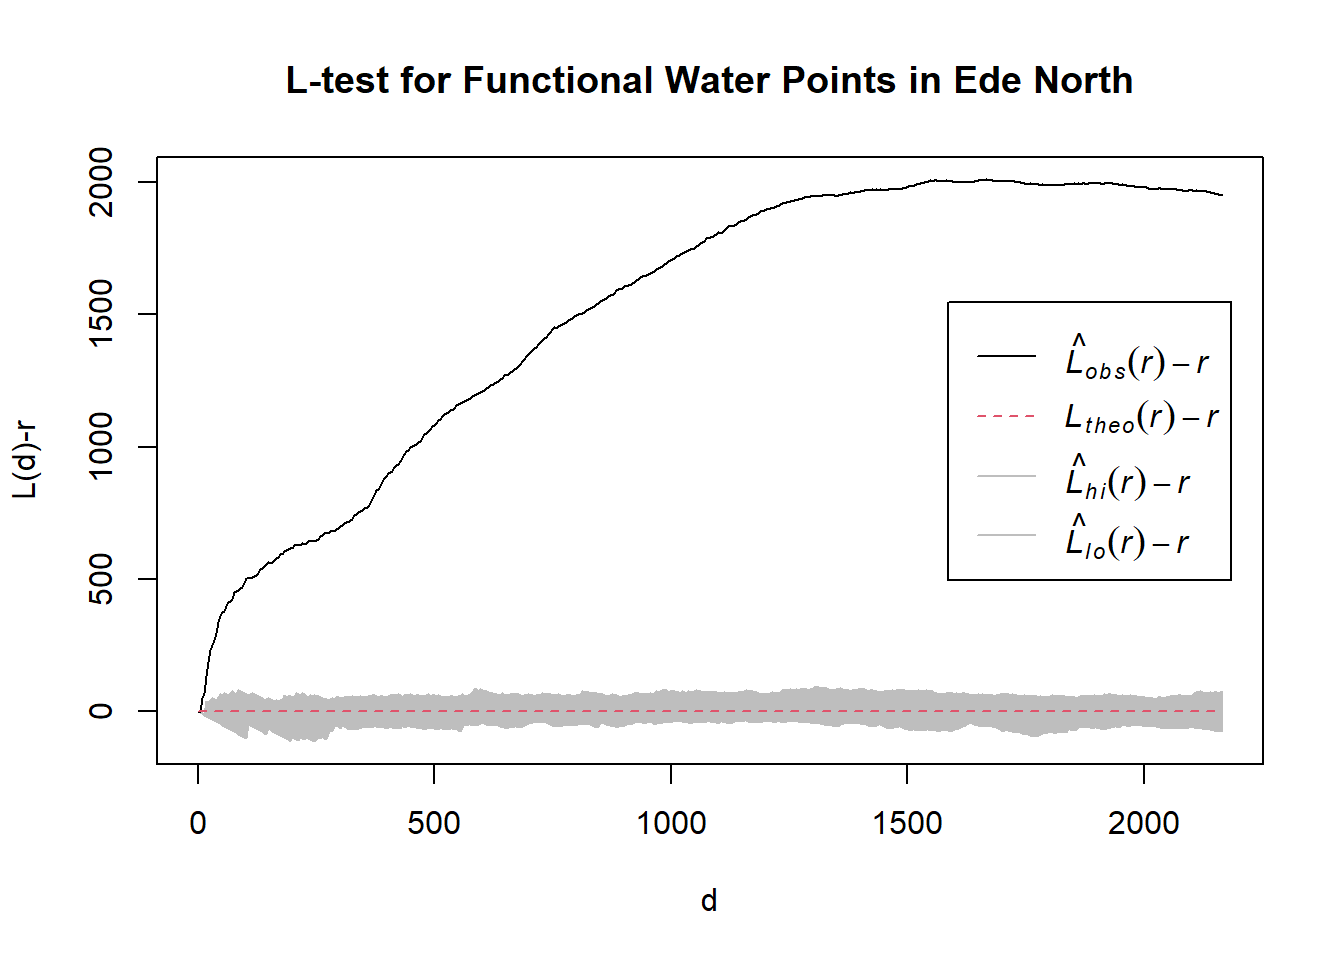 L-test for Functional Water Points in Ede North
L(d)-r
2000
1500
1000
500
0
L̂obs(r) – r
Ltheo(r) – r
L̂hi(r) – r
L̂lo(r) – r
0 500 1000 1500 2000
d